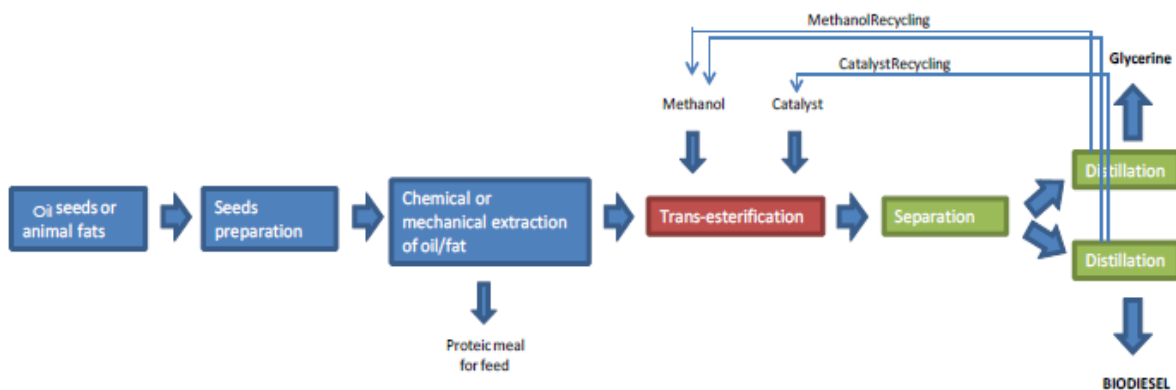 MethanolRecycling
Glycerine
CatalystRecycling
Methanol
Catalyst
Oil seeds or
animal fats
Seeds
preparation
Chemical or
mechanical extraction
of oil/fat
Trans-esterification
Separation
Distillation
Distillation
Proteic meal
for feed
BIODIESEL